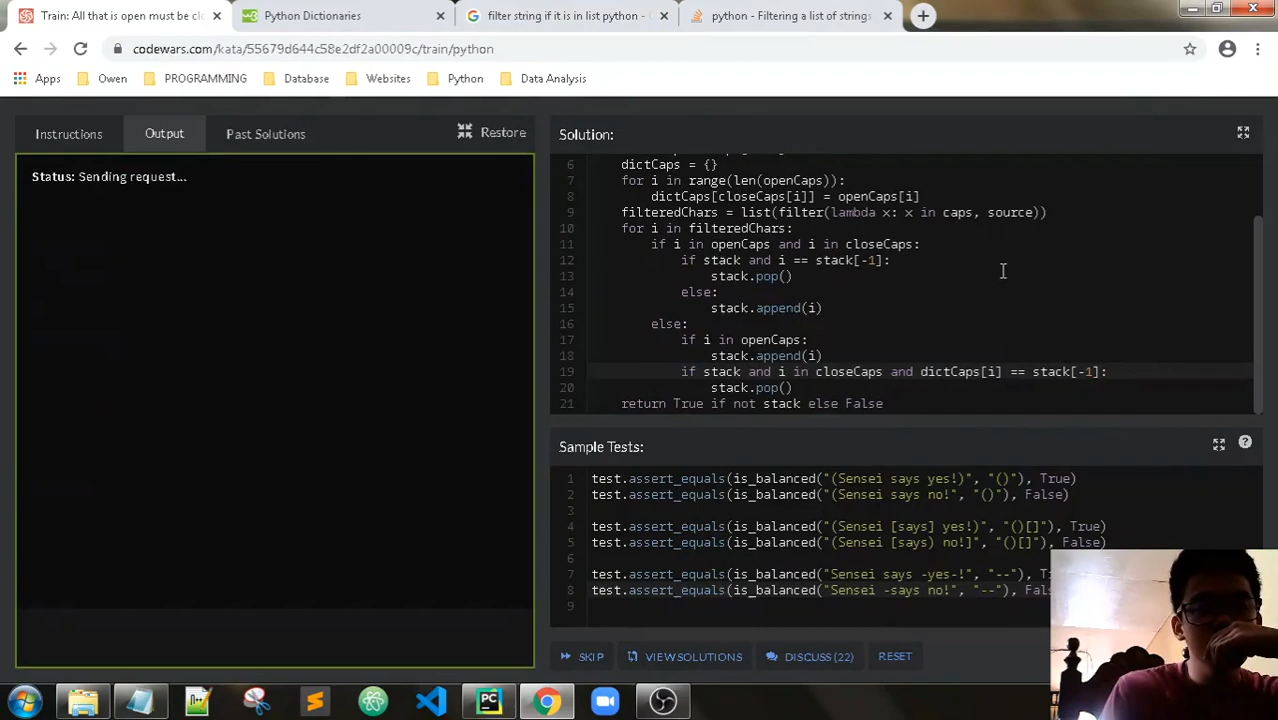 Train: All that is open must be clo
Python Dictionaries
filter string if it is in list python -
python - Filtering a list of strings
codewars.com/kata/55679d644c58e2df2a00009c/train/python
Apps
Owen
PROGRAMMING
Database
Websites
Python
Data Analysis
Instructions
Output
Past Solutions
Restore
Status: Sending request...
Solution:
6 dictCaps = {}
7 for i in range(len(openCaps)):
8 dictCaps[closeCaps[i]] = openCaps[i]
9 filteredChars = list(filter(lambda x: x in caps, source))
10 for i in filteredChars:
11 if i in openCaps and i in closeCaps:
12 if stack and i == stack[-1]:
13 stack.pop()
14 else:
15 stack.append(i)
16 else:
17 if i in openCaps:
18 stack.append(i)
19 if stack and i in closeCaps and dictCaps[i] == stack[-1]:
20 stack.pop()
21 return True if not stack else False
Sample Tests:
1 test.assert_equals(is_balanced("(Sensei says yes!)", "()"), True)
2 test.assert_equals(is_balanced("(Sensei says no!", "()"), False)
3
4 test.assert_equals(is_balanced("(Sensei [says] yes!)", "()[]"), True)
5 test.assert_equals(is_balanced("(Sensei [says) no!]", "()[]"), False)
6
7 test.assert_equals(is_balanced("Sensei says -yes-!", "--"), T
8 test.assert_equals(is_balanced("Sensei -says no!", "--"), Fal
9
SKIP
VIEW SOLUTIONS
DISCUSS (22)
RESET
PC